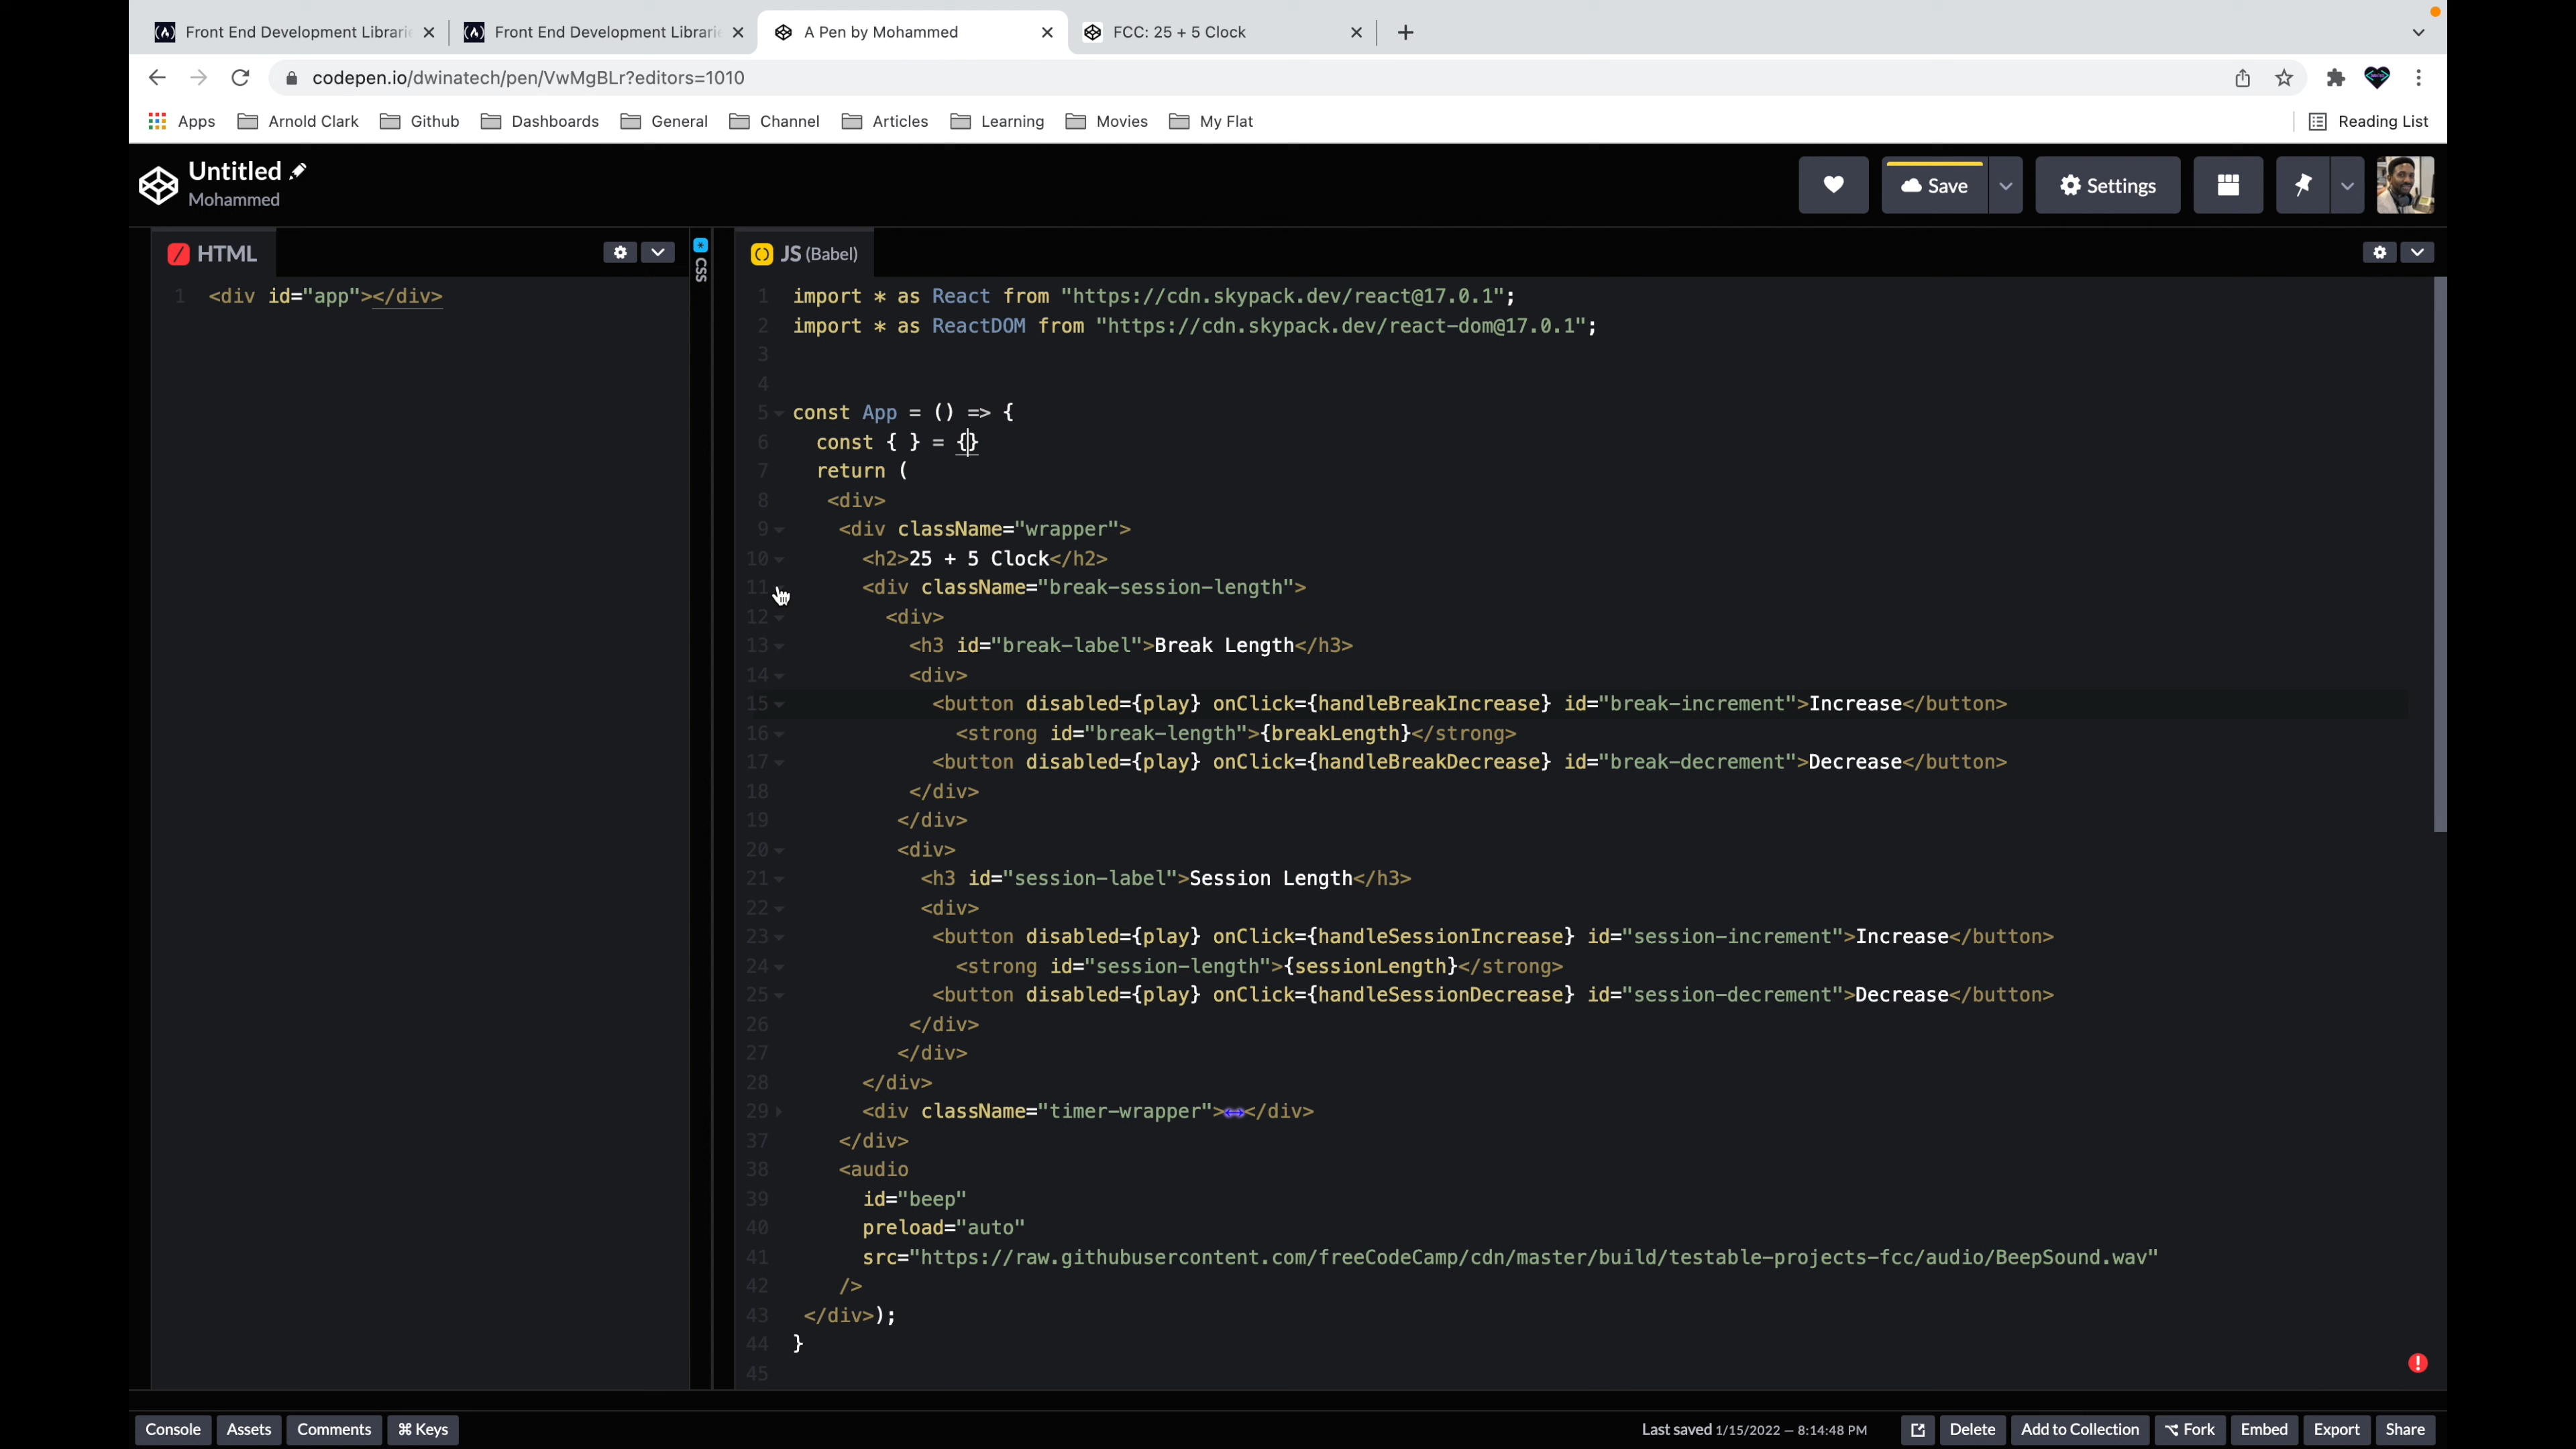 Front End Development Librarie
Front End Development Librarie
A Pen by Mohammed
FCC: 25 + 5 Clock
codepen.io/dwinatech/pen/VwMgBLr?editors=1010
Apps
Arnold Clark
Github
Dashboards
General
Channel
Articles
Learning
Movies
My Flat
Reading List
Untitled
Mohammed
Save
Settings
HTML
1 <div id="app"></div>
CSS
JS (Babel)
1 import * as React from "https://cdn.skypack.dev/react@17.0.1";
2 import * as ReactDOM from "https://cdn.skypack.dev/react-dom@17.0.1";
3
4
5 const App = () => {
6 const { } = {}
7 return (
8 <div>
9 <div className="wrapper">
10 <h2>25 + 5 Clock</h2>
11 <div className="break-session-length">
12 <div>
13 <h3 id="break-label">Break Length</h3>
14 <div>
15 <button disabled={play} onClick={handleBreakIncrease} id="break-increment">Increase</button>
16 <strong id="break-length">{breakLength}</strong>
17 <button disabled={play} onClick={handleBreakDecrease} id="break-decrement">Decrease</button>
18 </div>
19 </div>
20 <div>
21 <h3 id="session-label">Session Length</h3>
22 <div>
23 <button disabled={play} onClick={handleSessionIncrease} id="session-increment">Increase</button>
24 <strong id="session-length">{sessionLength}</strong>
25 <button disabled={play} onClick={handleSessionDecrease} id="session-decrement">Decrease</button>
26 </div>
27 </div>
28 </div>
29 <div className="timer-wrapper">↔</div>
37 </div>
38 <audio
39 id="beep"
40 preload="auto"
41 src="https://raw.githubusercontent.com/freeCodeCamp/cdn/master/build/testable-projects-fcc/audio/BeepSound.wav"
42 />
43 </div>);
44 }
45
Console
Assets
Comments
⌘ Keys
Last saved 1/15/2022 — 8:14:48 PM
Delete
Add to Collection
⌥ Fork
Embed
Export
Share